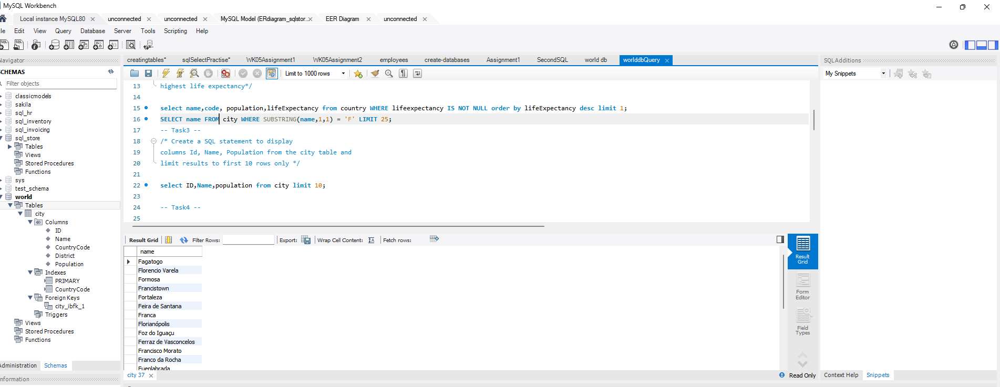 MySQL Workbench
Local instance MySQL80
unconnected
unconnected
MySQL Model (ERdiagram_sqlstor..
EER Diagram
unconnected
le Edit View Query Database Server Tools Scripting Help
Navigator
SCHEMAS
Filter objects
classicmodels
sakila
sql_hr
sql_inventory
sql_invoicing
sql_store
Tables
Views
Stored Procedures
Functions
sys
test_schema
world
Tables
city
Columns
ID
Name
CountryCode
District
Population
Indexes
PRIMARY
CountryCode
Foreign Keys
city_ibfk_1
Triggers
Views
Stored Procedures
Functions
Administration Schemas
Information
creatingtables* sqlSelectPractise* WK05Assignment1 WK05Assignment2 employees create-databases Assignment1 SecondSQL world db worlddbQuery
Limit to 1000 rows
13 highest life expectancy*/
14
15 select name,code, population,lifeExpectancy from country WHERE lifeexpectancy IS NOT NULL order by lifeExpectancy desc limit 1;
16 SELECT name FROM city WHERE SUBSTRING(name,1,1) = 'F' LIMIT 25;
17 -- Task3 --
18 /* Create a SQL statement to display
19 columns Id, Name, Population from the city table and
20 limit results to first 10 rows only */
21
22 select ID,Name,population from city limit 10;
23
24 -- Task4 --
25
Result Grid Filter Rows: Export: Wrap Cell Content: Fetch rows:
name
Fagatogo
Florencio Varela
Formosa
Francistown
Fortaleza
Feira de Santana
Franca
Florianópolis
Foz do Iguaçu
Ferraz de Vasconcelos
Francisco Morato
Franco da Rocha
Fuenlabrada
Result Grid
Form Editor
Field Types
city 37
Read Only
SQLAdditions
My Snippets
Context Help Snippets